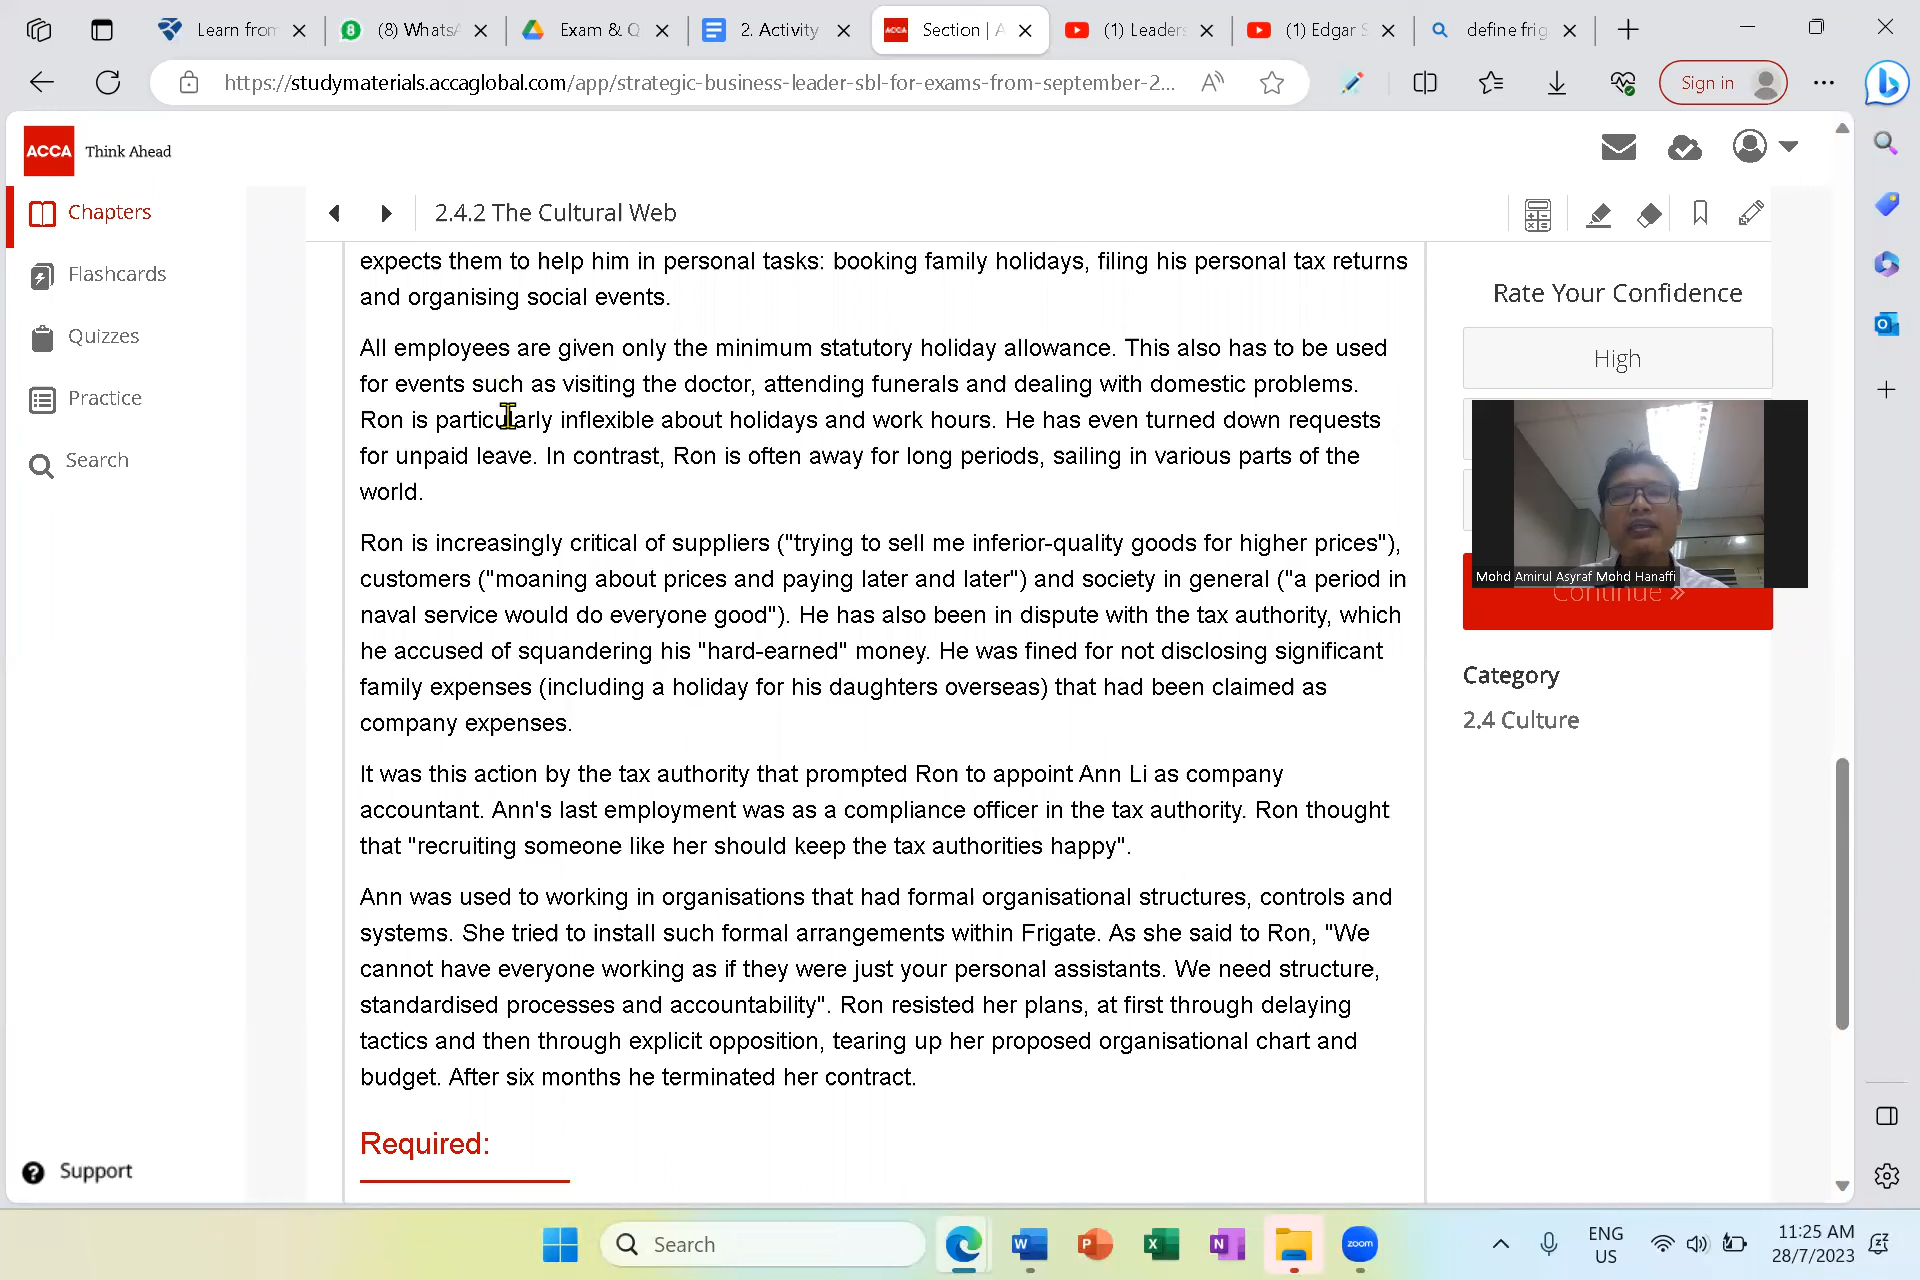 Learn from
(8) WhatsA
Exam & Q
2. Activity
Section | A
(1) Leaders
(1) Edgar S
define frig
https://studymaterials.accaglobal.com/app/strategic-business-leader-sbl-for-exams-from-september-2...
Sign in
ACCA
Think Ahead
Chapters
Flashcards
Quizzes
Practice
Search
Support
2.4.2 The Cultural Web
expects them to help him in personal tasks: booking family holidays, filing his personal tax returns
and organising social events.
All employees are given only the minimum statutory holiday allowance. This also has to be used
for events such as visiting the doctor, attending funerals and dealing with domestic problems.
Ron is particularly inflexible about holidays and work hours. He has even turned down requests
for unpaid leave. In contrast, Ron is often away for long periods, sailing in various parts of the
world.
Ron is increasingly critical of suppliers ("trying to sell me inferior-quality goods for higher prices"),
customers ("moaning about prices and paying later and later") and society in general ("a period in
naval service would do everyone good"). He has also been in dispute with the tax authority, which
he accused of squandering his "hard-earned" money. He was fined for not disclosing significant
family expenses (including a holiday for his daughters overseas) that had been claimed as
company expenses.
It was this action by the tax authority that prompted Ron to appoint Ann Li as company
accountant. Ann's last employment was as a compliance officer in the tax authority. Ron thought
that "recruiting someone like her should keep the tax authorities happy".
Ann was used to working in organisations that had formal organisational structures, controls and
systems. She tried to install such formal arrangements within Frigate. As she said to Ron, "We
cannot have everyone working as if they were just your personal assistants. We need structure,
standardised processes and accountability". Ron resisted her plans, at first through delaying
tactics and then through explicit opposition, tearing up her proposed organisational chart and
budget. After six months he terminated her contract.
Required:
Rate Your Confidence
High
Mohd Amirul Asyraf Mohd Hanaffi
Continue »
Category
2.4 Culture
Search
zoom
ENG
US
11:25 AM
28/7/2023